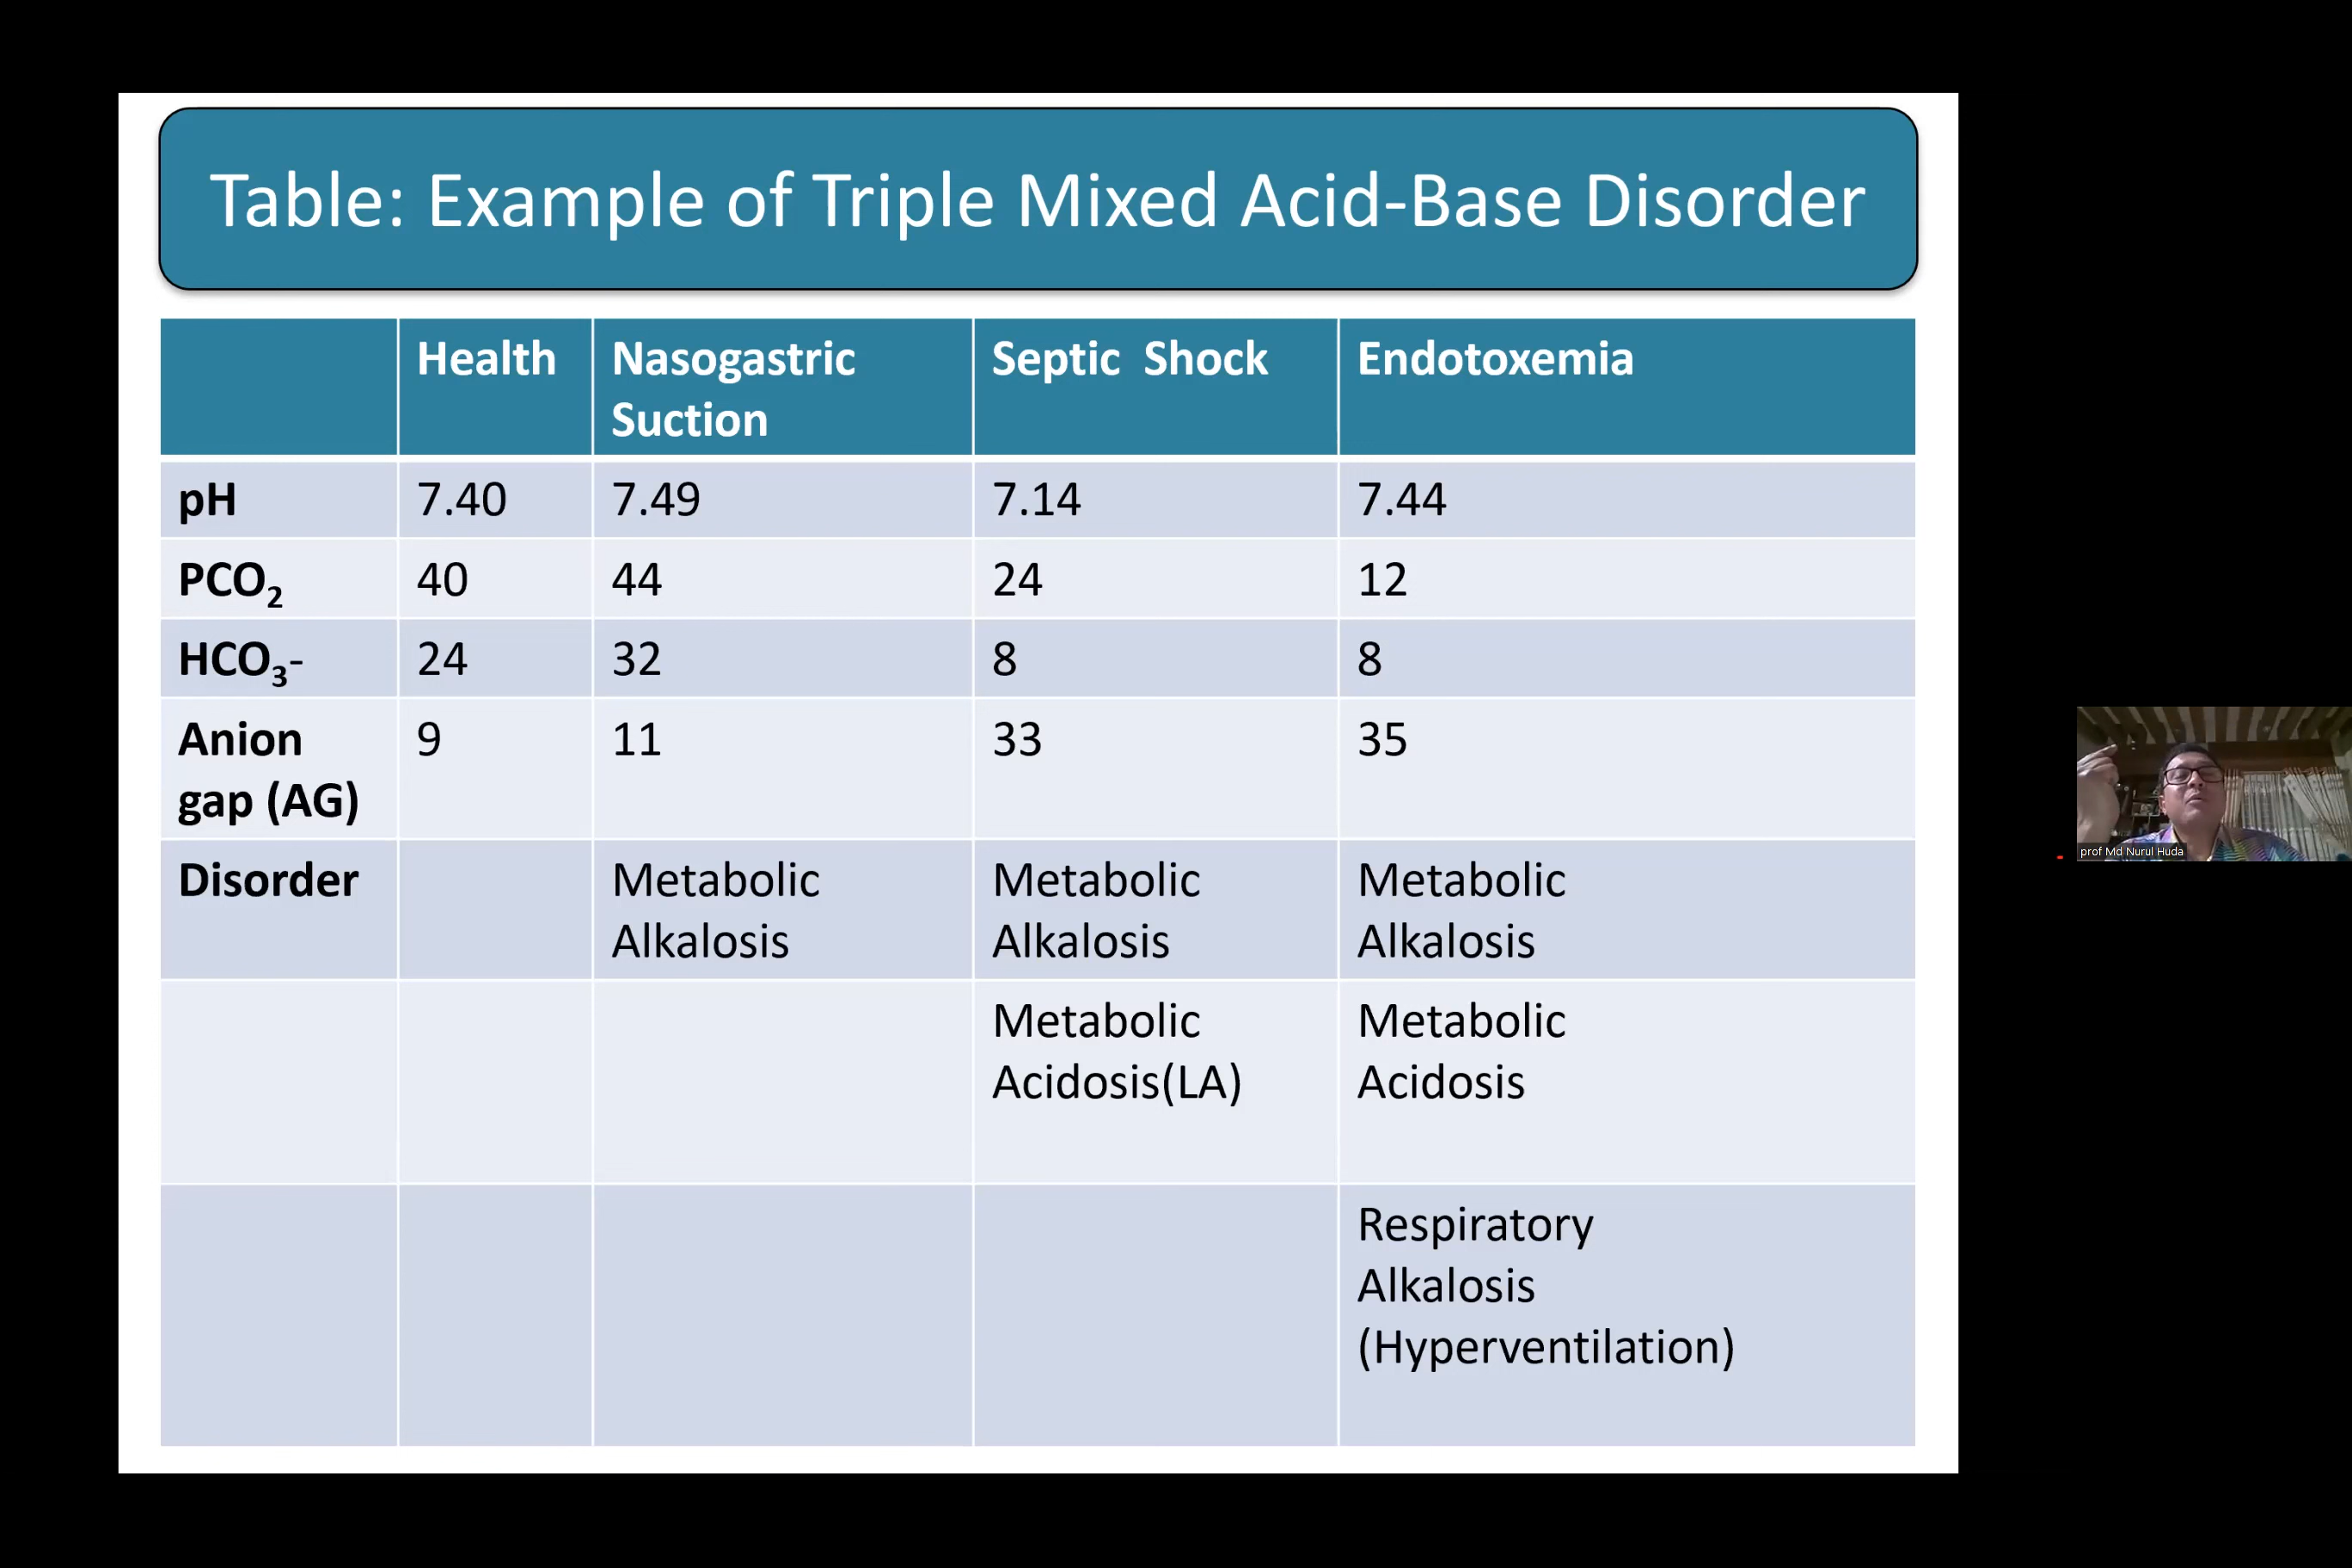 Table: Example of Triple Mixed Acid-Base Disorder
Health
Nasogastric
Suction
Septic Shock
Endotoxemia
pH
7.40
7.49
7.14
7.44
PCO2
40
44
24
12
HCO3-
24
32
8
8
Anion
gap (AG)
9
11
33
35
Disorder
Metabolic
Alkalosis
Metabolic
Alkalosis
Metabolic
Alkalosis
Metabolic
Acidosis(LA)
Metabolic
Acidosis
Respiratory
Alkalosis
(Hyperventilation)
prof Md Nurul Huda